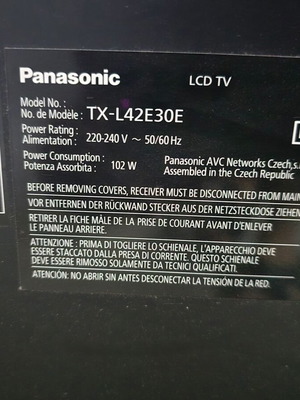 Panasonic LCD TV
Model No. :
No. de Modèle : TX-L42E30E
Power Rating :
Alimentation : 220-240 V ~ 50/60 Hz
Power Consumption : Panasonic AVC Networks Czech, s.
Potenza Assorbita : 102 W Assembled in the Czech Republic
BEFORE REMOVING COVERS, RECEIVER MUST BE DISCONNECTED FROM MAIN
VOR ENTFERNEN DER RÜCKWAND STECKER AUS DER NETZSTECKDOSE ZIEHEN
RETIRER LA FICHE MÂLE DE LA PRISE DE COURANT AVANT D'ENLEVER
LE PANNEAU ARRIERE.
ATTENZIONE : PRIMA DI TOGLIERE LO SCHIENALE, L'APPARECCHIO DEVE
ESSERE STACCATO DALLA PRESA DI CORRENTE. QUESTO SCHIENALE
DEVE ESSERE RIMOSSO SOLAMENTE DA TECNICI QUALIFICATI.
ATENCIÓN: NO ABRIR SIN ANTES DESCONECTAR LA TENSIÓN DE LA RED.